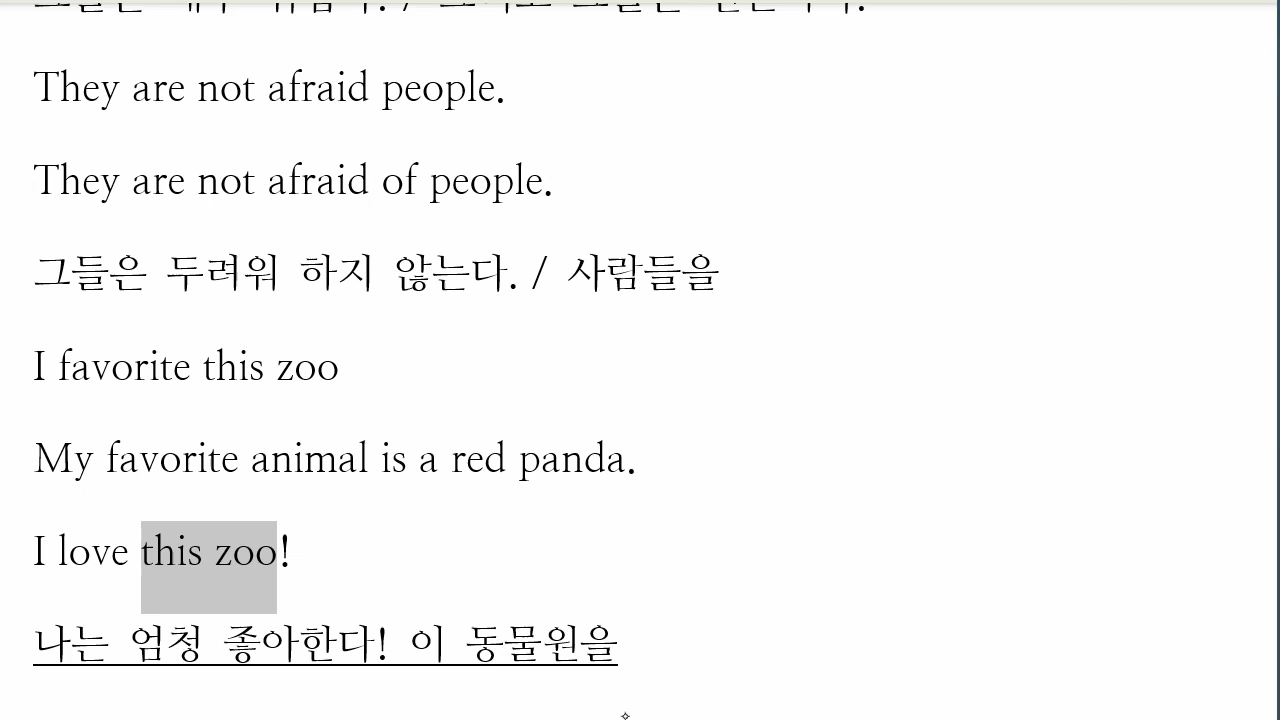 They are not afraid people.
They are not afraid of people.
그들은 두려워 하지 않는다. / 사람들을
I favorite this zoo
My favorite animal is a red panda.
I love this zoo!
나는 엄청 좋아한다! 이 동물원을